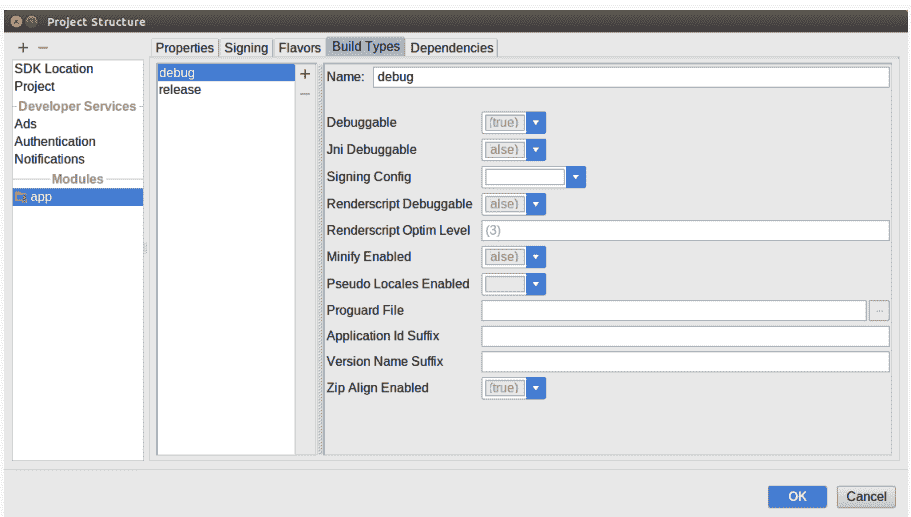 Project Structure
Properties Signing Flavors Build Types Dependencies
SDK Location
Project
Developer Services
Ads
Authentication
Notifications
Modules
app
debug
release
Name: debug
Debuggable (true)
Jni Debuggable alse)
Signing Config
Renderscript Debuggable alse)
Renderscript Optim Level (3)
Minify Enabled alse)
Pseudo Locales Enabled
Proguard File ...
Application Id Suffix
Version Name Suffix
Zip Align Enabled (true)
OK Cancel